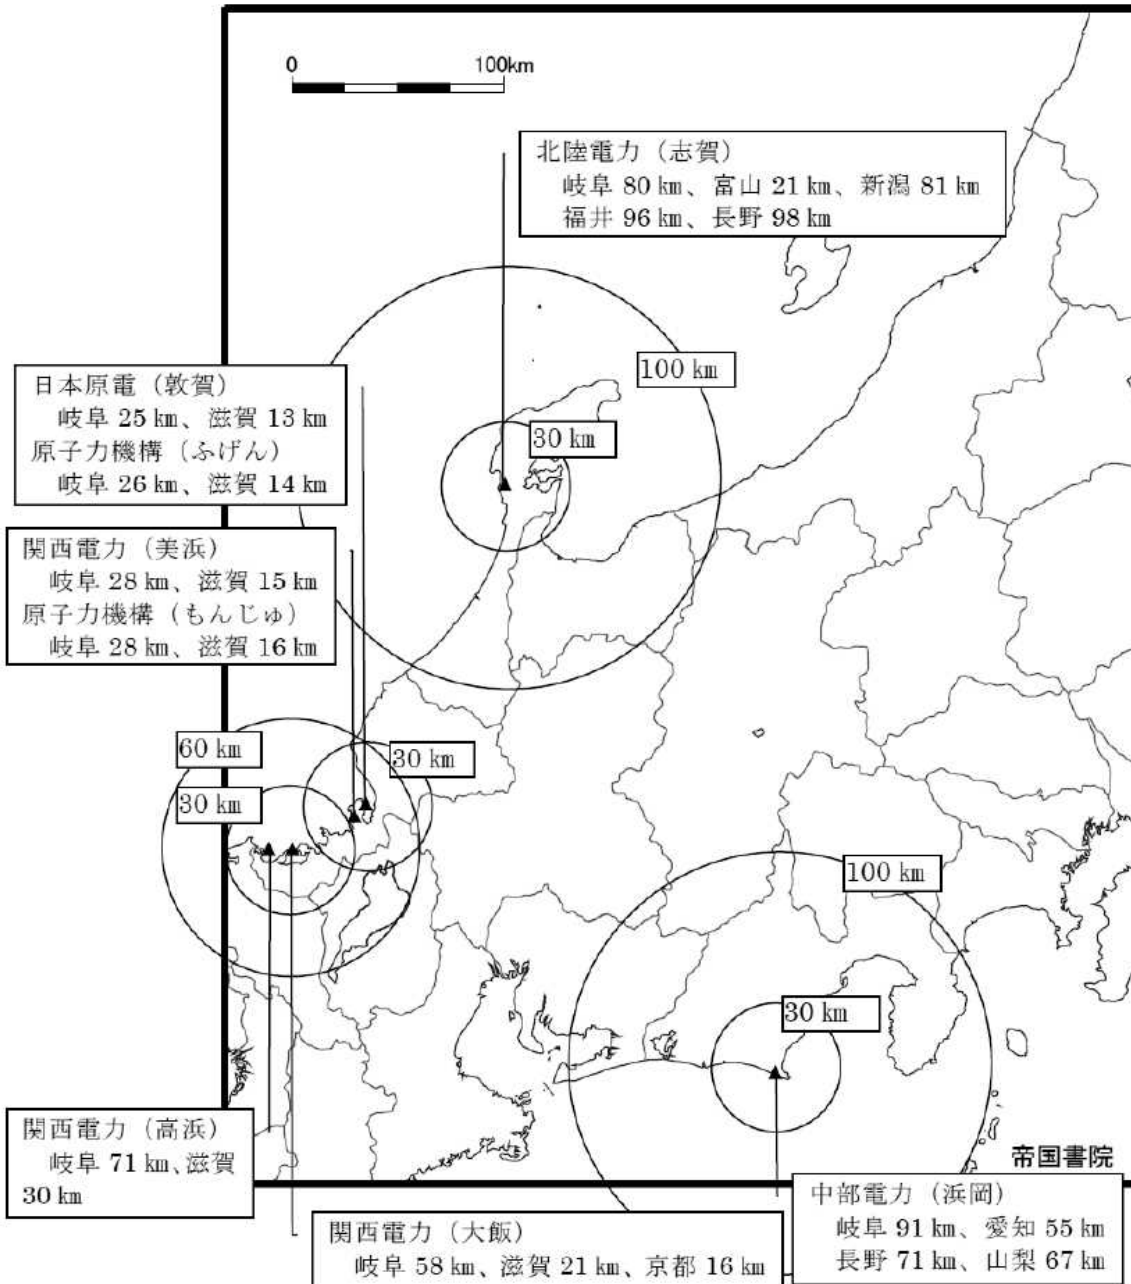 0 100km
北陸電力（志賀）
岐阜 80 ㎞、富山 21 ㎞、新潟 81 ㎞
福井 96 ㎞、長野 98 ㎞
100 ㎞
30 ㎞
日本原電（敦賀）
岐阜 25 ㎞、滋賀 13 ㎞
原子力機構（ふげん）
岐阜 26 ㎞、滋賀 14 ㎞
関西電力（美浜）
岐阜 28 ㎞、滋賀 15 ㎞
原子力機構（もんじゅ）
岐阜 28 ㎞、滋賀 16 ㎞
60 ㎞
30 ㎞
30 ㎞
100 ㎞
30 ㎞
関西電力（高浜）
岐阜 71 ㎞、滋賀
30 ㎞
帝国書院
中部電力（浜岡）
岐阜 91 ㎞、愛知 55 ㎞
長野 71 ㎞、山梨 67 ㎞
関西電力（大飯）
岐阜 58 ㎞、滋賀 21 ㎞、京都 16 ㎞